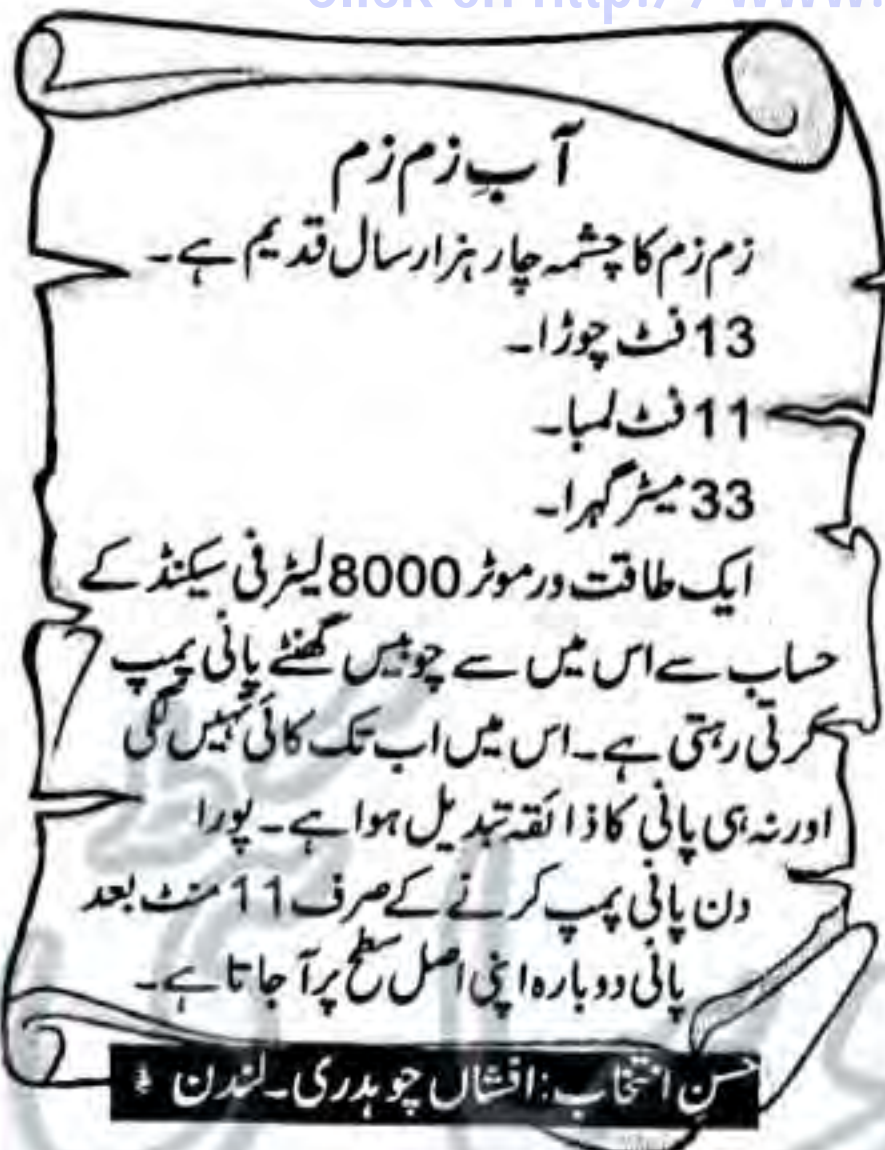 Click on http://www.
آبِ زم زم
زم زم کا چشمہ چار ہزار سال قدیم ہے۔
13 فٹ چوڑا۔
11 فٹ لمبا۔
33 میٹر گہرا۔
ایک طاقت ور موٹر 8000 لیٹر فی سیکنڈ کے
حساب سے اس میں سے چوبیس گھنٹے پانی پمپ
کرتی رہتی ہے۔ اس میں اب تک کائی نہیں لگی
اور نہ ہی پانی کا ذائقہ تبدیل ہوا ہے۔ پورا
دن پانی پمپ کرنے کے صرف 11 منٹ بعد
پانی دوبارہ اپنی اصل سطح پر آ جاتا ہے۔
حسن انتخاب: افشاں چوہدری۔ لندن